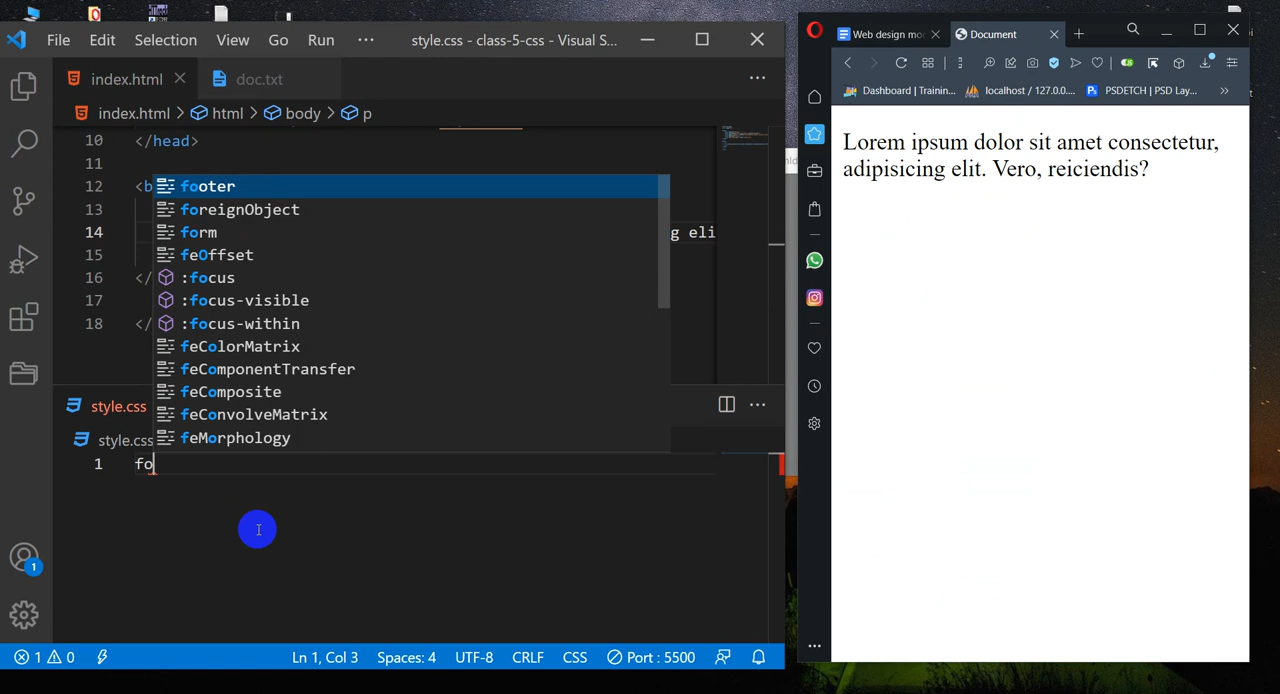 File Edit Selection View Go Run ··· style.css - class-5-css - Visual S...
index.html doc.txt
index.html > html > body > p
10 </head>
11
12 <b
13
14 g eli
15
16 </
17
18 </
footer
foreignObject
form
feOffset
:focus
:focus-visible
:focus-within
feColorMatrix
feComponentTransfer
feComposite
feConvolveMatrix
feMorphology
style.css
style.css
1 fo
1
1 0 Ln 1, Col 3 Spaces: 4 UTF-8 CRLF CSS Port : 5500
Web design mo Document
Dashboard | Trainin... localhost / 127.0.0.... PSDETCH | PSD Lay...
Lorem ipsum dolor sit amet consectetur,
adipisicing elit. Vero, reiciendis?